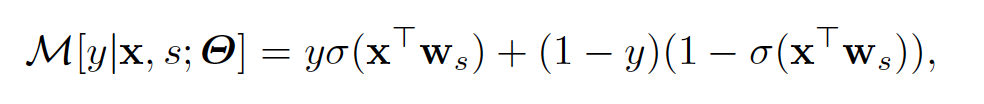 ℳ[y|𝐱, s; 𝜣] = yσ(𝐱^⊤𝐰_s) + (1 − y)(1 − σ(𝐱^⊤𝐰_s)),